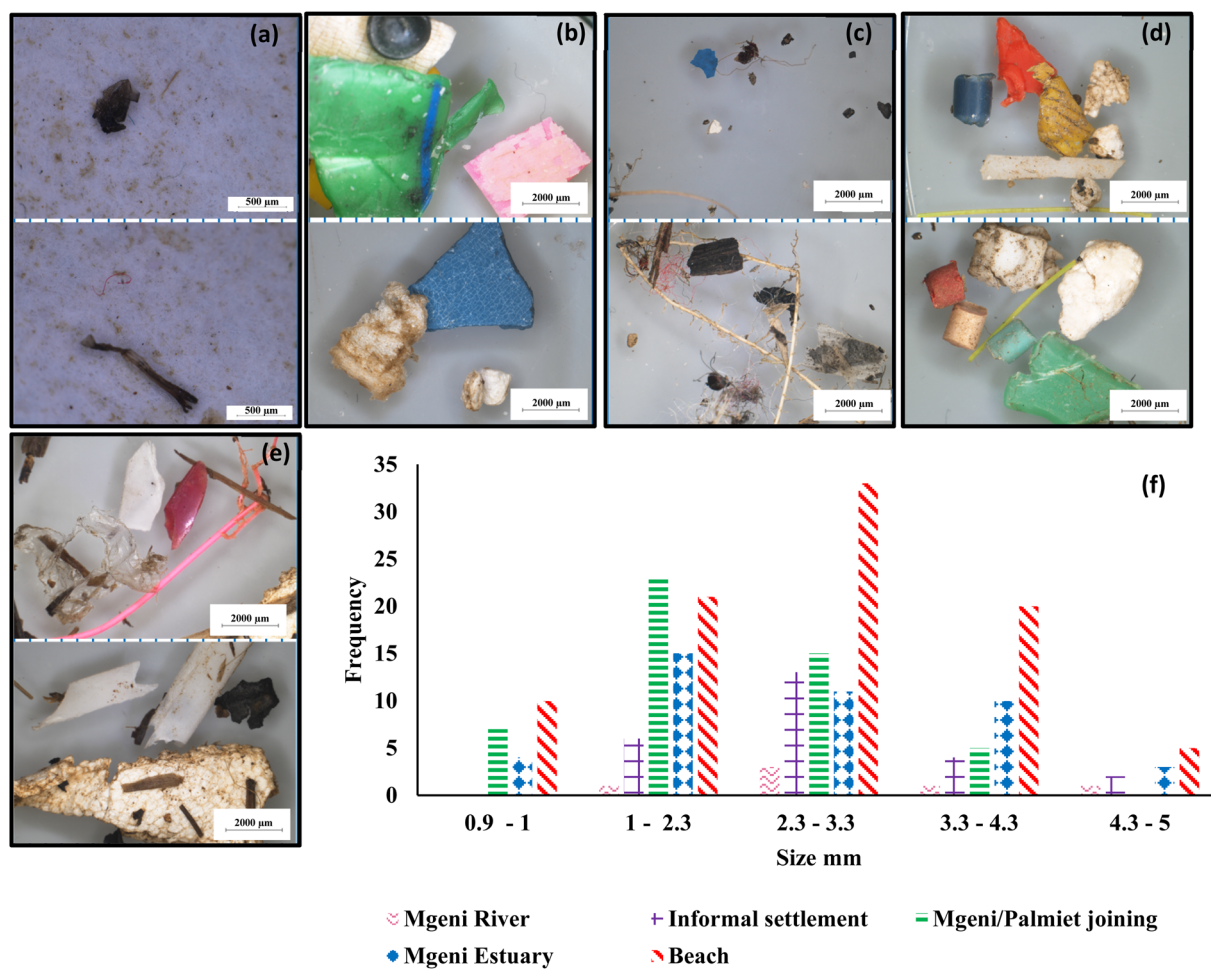 (a)
500 μm
500 μm
(b)
2000 μm
2000 μm
(c)
2000 μm
2000 μm
(d)
2000 μm
2000 μm
(e)
2000 μm
2000 μm
(f)
35
30
25
20
15
10
5
0
Frequency
0.9 - 1
1 - 2.3
2.3 - 3.3
3.3 - 4.3
4.3 - 5
Size mm
Mgeni River
Informal settlement
Mgeni/Palmiet joining
Mgeni Estuary
Beach